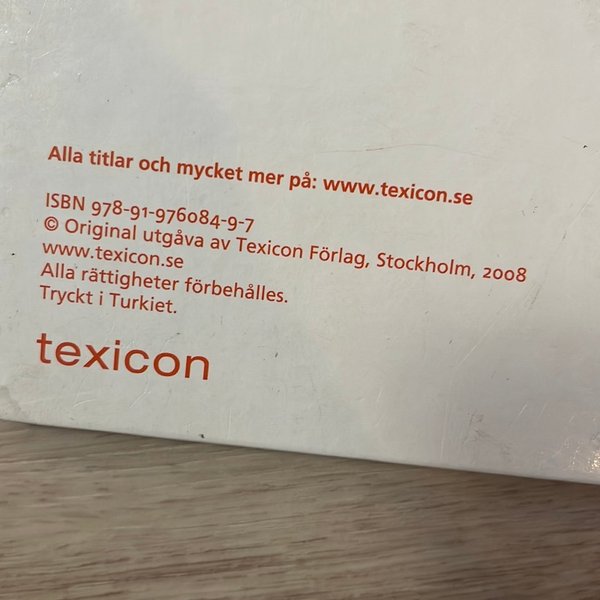 Alla titlar och mycket mer på: www.texicon.se
ISBN 978-91-976084-9-7
© Original utgåva av Texicon Förlag, Stockholm, 2008
www.texicon.se
Alla rättigheter förbehålles.
Tryckt i Turkiet.
texicon